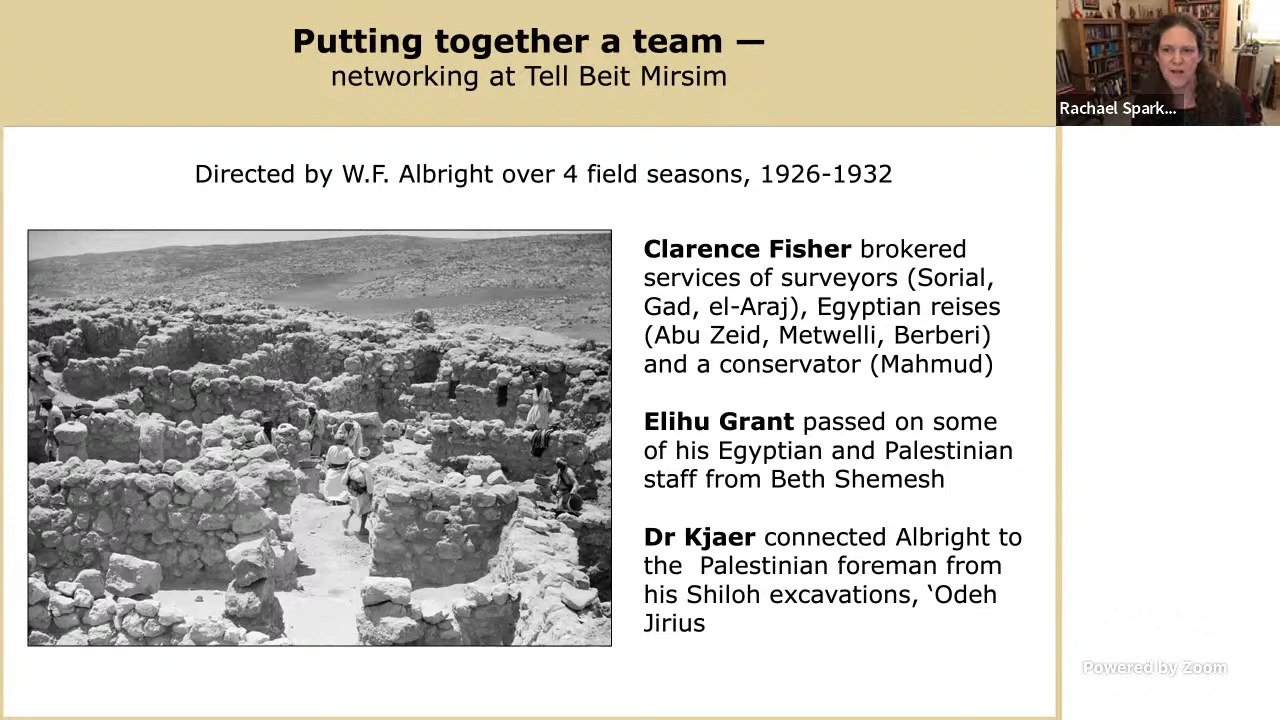 Putting together a team —
networking at Tell Beit Mirsim
Rachael Spark...
Directed by W.F. Albright over 4 field seasons, 1926-1932
Clarence Fisher brokered
services of surveyors (Sorial,
Gad, el-Araj), Egyptian reises
(Abu Zeid, Metwelli, Berberi)
and a conservator (Mahmud)
Elihu Grant passed on some
of his Egyptian and Palestinian
staff from Beth Shemesh
Dr Kjaer connected Albright to
the  Palestinian foreman from
his Shiloh excavations, ‘Odeh
Jirius
Powered by Zoom